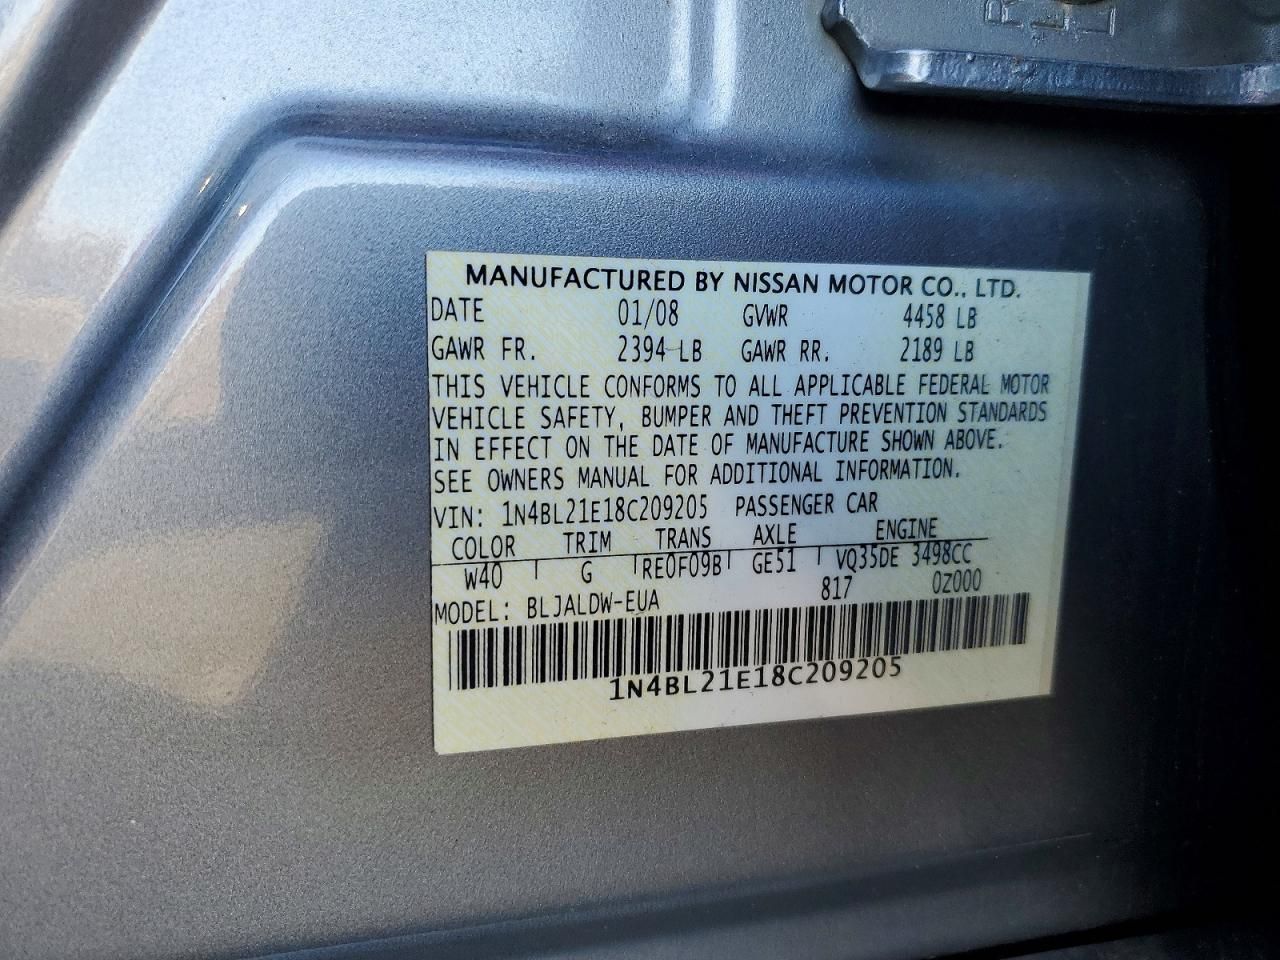 MANUFACTURED BY NISSAN MOTOR CO., LTD.
DATE 01/08 GVWR 4458 LB
GAWR FR. 2394 LB GAWR RR. 2189 LB
THIS VEHICLE CONFORMS TO ALL APPLICABLE FEDERAL MOTOR
VEHICLE SAFETY, BUMPER AND THEFT PREVENTION STANDARDS
IN EFFECT ON THE DATE OF MANUFACTURE SHOWN ABOVE.
SEE OWNERS MANUAL FOR ADDITIONAL INFORMATION.
VIN: 1N4BL21E18C209205 PASSENGER CAR
COLOR TRIM TRANS AXLE ENGINE
W40 G RE0F09B GE51 VQ35DE 3498CC
817 0Z000
MODEL: BLJALDW-EUA
1N4BL21E18C209205